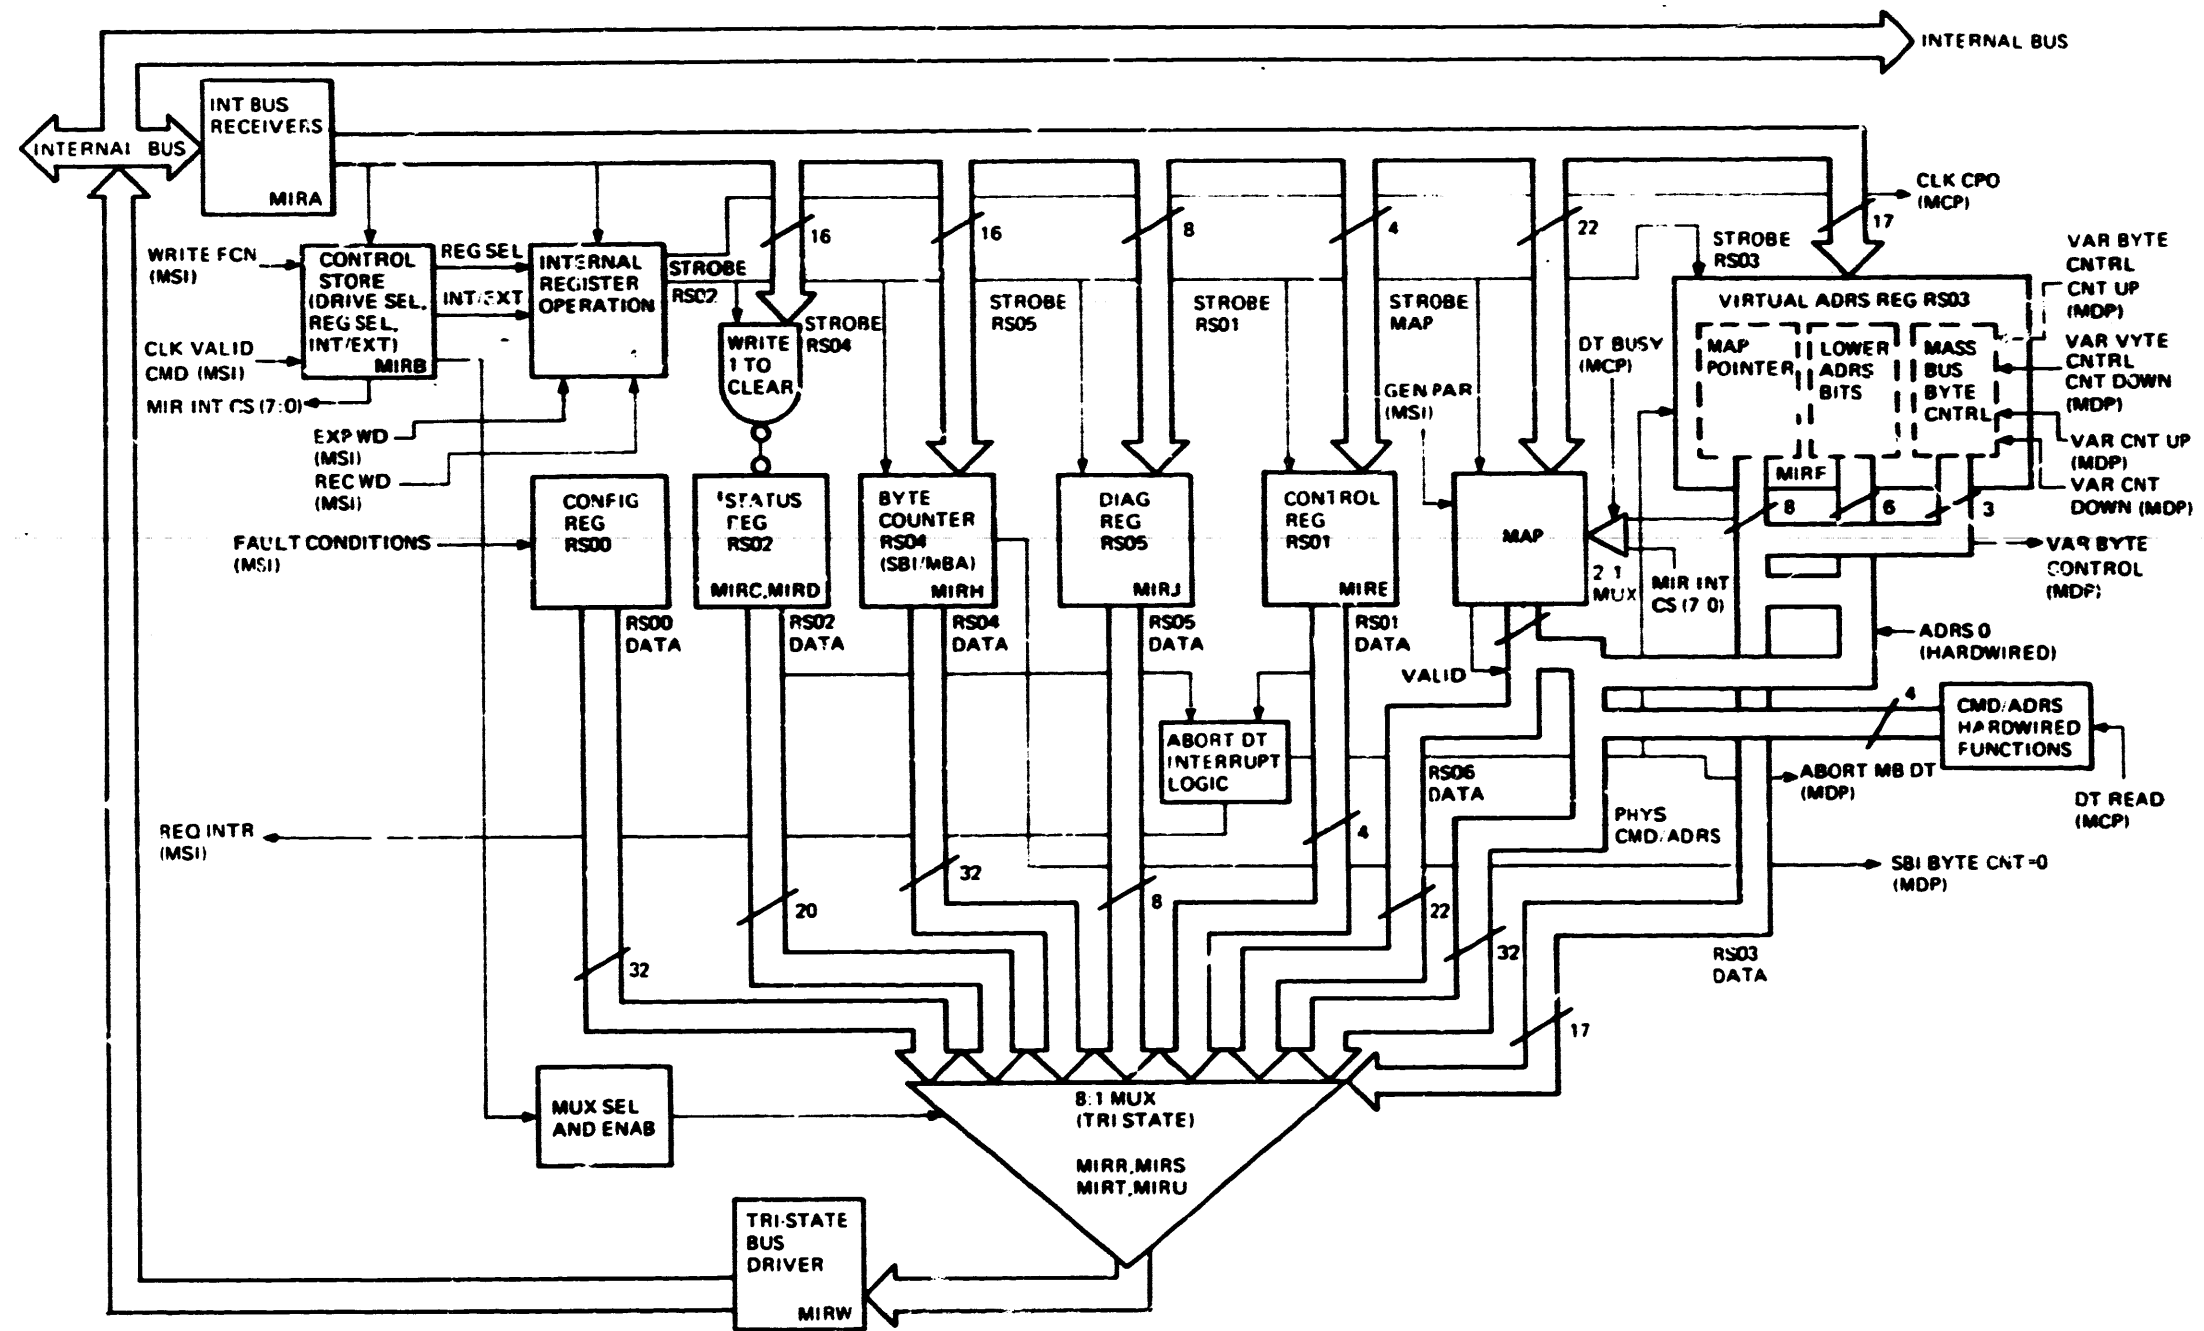 INTERNAL BUS
INT BUS
RECEIVERS
MIRA
INTERNAL BUS
CLK CPO
(MCP)
16
16
8
4
22
17
WRITE FCN
(MSI)
CLK VALID
CMD (MSI)
MIR INT CS (7:0)
CONTROL
STORE
(DRIVE SEL,
REG SEL,
INT/EXT)
MIRB
REG SEL
INT/EXT
INTERNAL
REGISTER
OPERATION
STROBE
RS02
EXP WD
(MSI)
REC WD
(MSI)
WRITE
1 TO
CLEAR
STROBE
RS04
STROBE
RS05
STROBE
RS01
STROBE
MAP
STROBE
RS03
DT BUSY
(MCP)
GEN PAR
(MSI)
VIRTUAL ADRS REG RS03
MAP
POINTER
LOWER
ADRS
BITS
MASS
BUS
BYTE
CNTRL
MIRF
VAR BYTE
CNTRL
CNT UP
(MDP)
VAR VYTE
CNTRL
CNT DOWN
(MDP)
VAR CNT UP
(MDP)
VAR CNT
DOWN (MDP)
8
6
3
VAR BYTE
CONTROL
(MDP)
FAULT CONDITIONS
(MSI)
CONFIG
REG
RS00
STATUS
REG
RS02
MIRC,MIRD
BYTE
COUNTER
RS04
(SBI/MBA)
MIRH
DIAG
REG
RS05
MIRJ
CONTROL
REG
RS01
MIRE
MAP
2 1
MUX
MIR INT
CS (7 0)
RS00
DATA
RS02
DATA
RS04
DATA
RS05
DATA
RS01
DATA
VALID
ADRS 0
(HARDWIRED)
CMD/ADRS
HARDWIRED
FUNCTIONS
4
DT READ
(MCP)
ABORT DT
INTERRUPT
LOGIC
RS06
DATA
ABORT MB DT
(MDP)
PHYS
CMD/ADRS
REQ INTR
(MSI)
SBI BYTE CNT=0
(MDP)
32
20
32
8
4
22
32
17
RS03
DATA
MUX SEL
AND ENAB
8:1 MUX
(TRI STATE)
MIRR,MIRS
MIRT,MIRU
TRI-STATE
BUS
DRIVER
MIRW